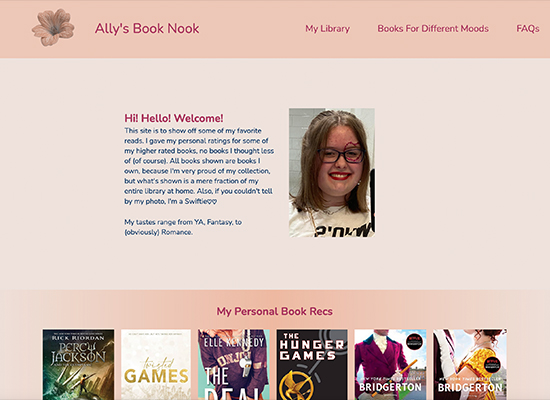 Ally's Book Nook
My Library
Books For Different Moods
FAQs
Hi! Hello! Welcome!
This site is to show off some of my favorite
reads. I gave my personal ratings for some of
my higher rated books, no books I thought less
of (of course). All books shown are books I
own, because I'm very proud of my collection,
but what's shown is a mere fraction of my
entire library at home. Also, if you couldn't tell
by my photo, I'm a Swiftie♡♡
My tastes range from YA, Fantasy, to
(obviously) Romance.
My Personal Book Recs
RICK RIORDAN
PERCY
JACKSON
twisted
GAMES
ELLE KENNEDY
THE
DEAL
THE
HUNGER
GAMES
BRIDGERTON
BRIDGERTON